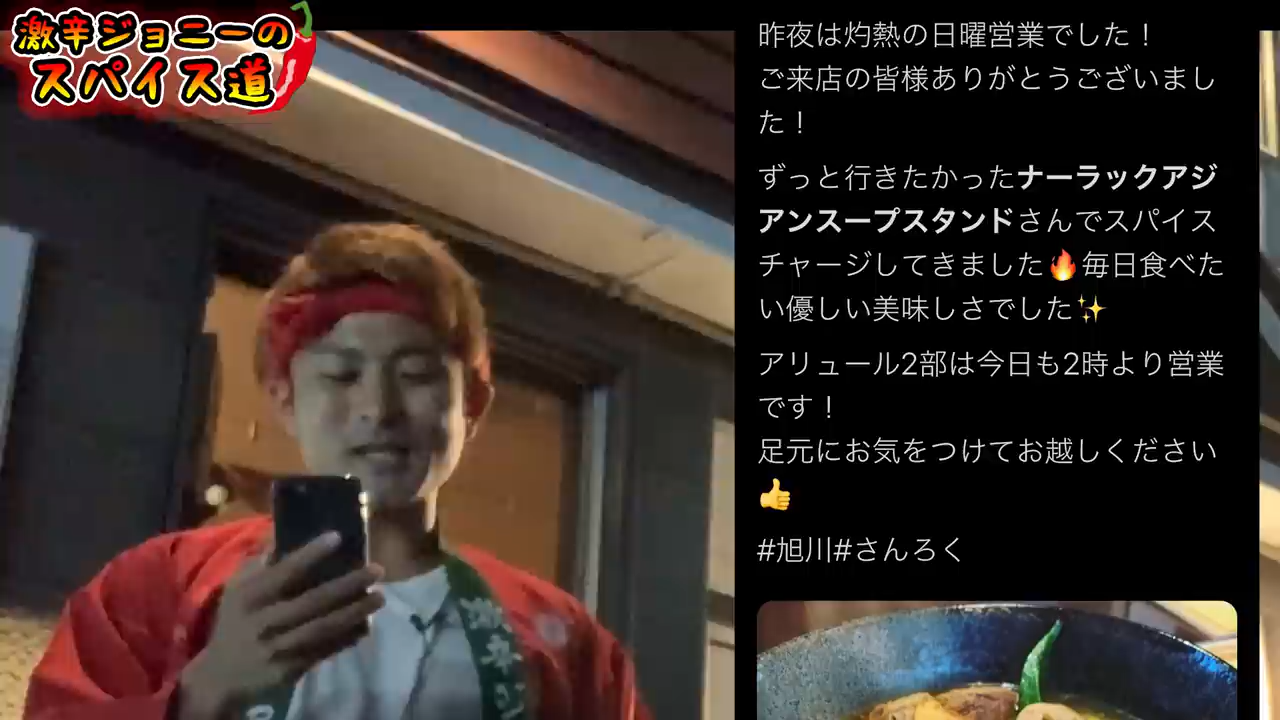 激辛ジョニーの
スパイス道
昨夜は灼熱の日曜営業でした！
ご来店の皆様ありがとうございまし
た！
ずっと行きたかったナーラックアジ
アンスープスタンドさんでスパイス
チャージしてきました🔥毎日食べた
い優しい美味しさでした✨
アリュール2部は今日も2時より営業
です！
足元にお気をつけてお越しください
👍
#旭川#さんろく